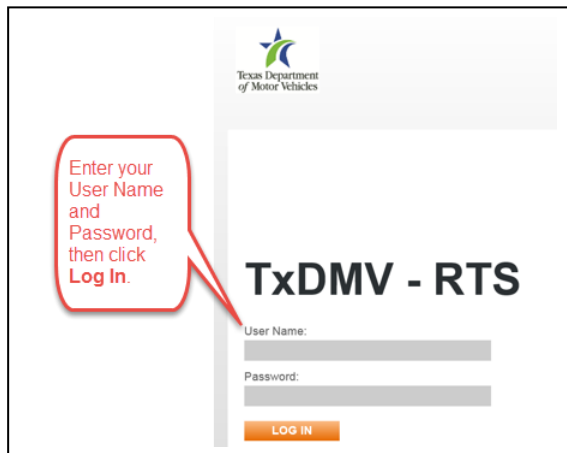 Texas Department
of Motor Vehicles
Enter your
User Name
and
Password,
then click
Log In.
TxDMV - RTS
User Name:
Password:
LOG IN